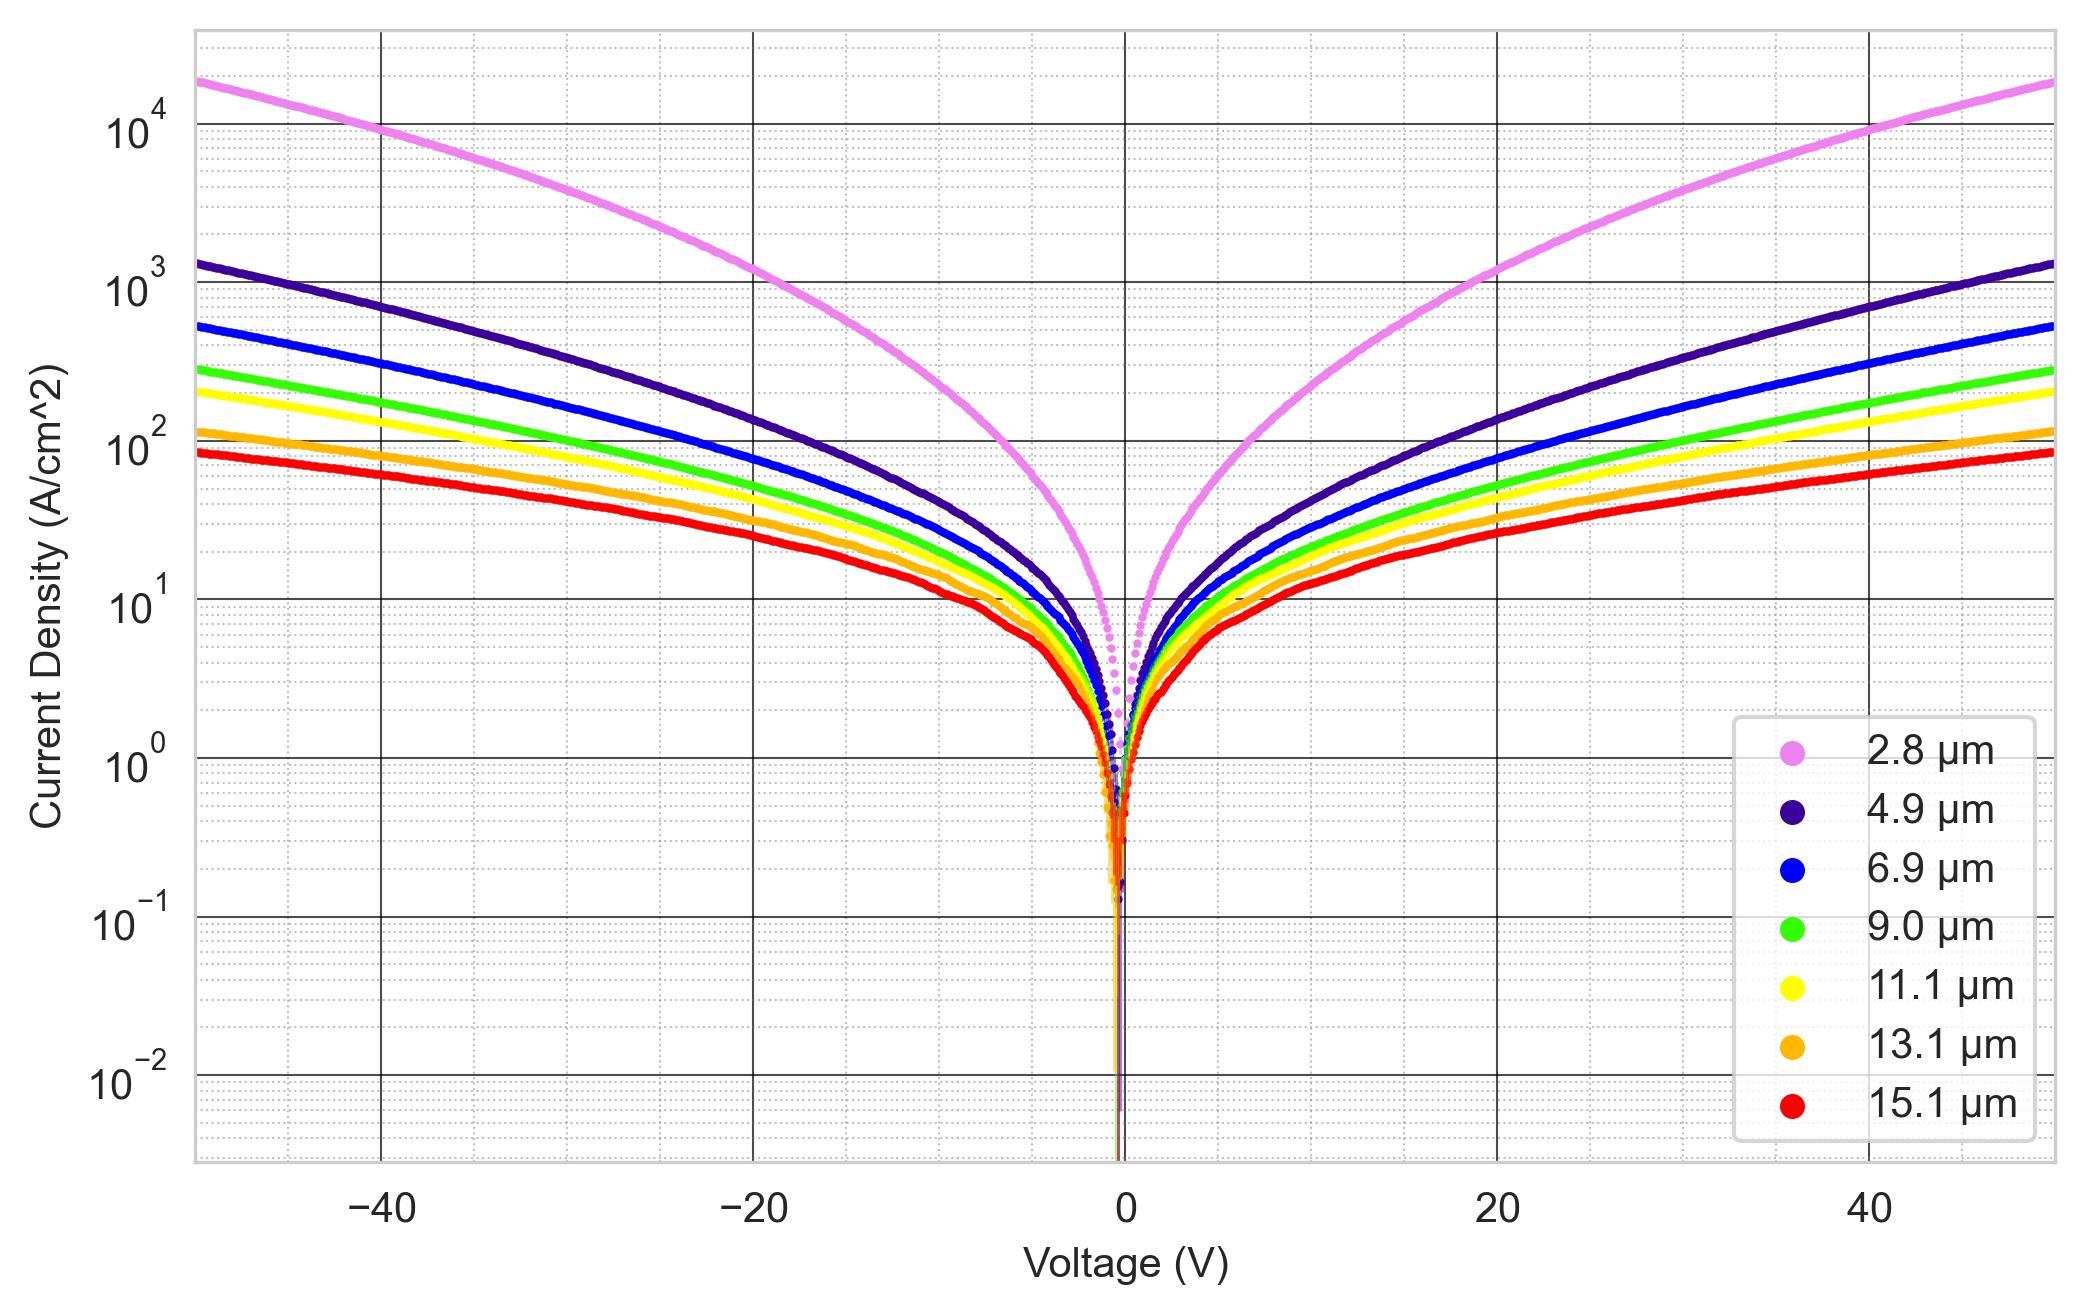 10^4
10^3
10^2
10^1
10^0
10^−1
10^−2
Current Density (A/cm^2)
2.8 µm
4.9 µm
6.9 µm
9.0 µm
11.1 µm
13.1 µm
15.1 µm
−40 −20 0 20 40
Voltage (V)